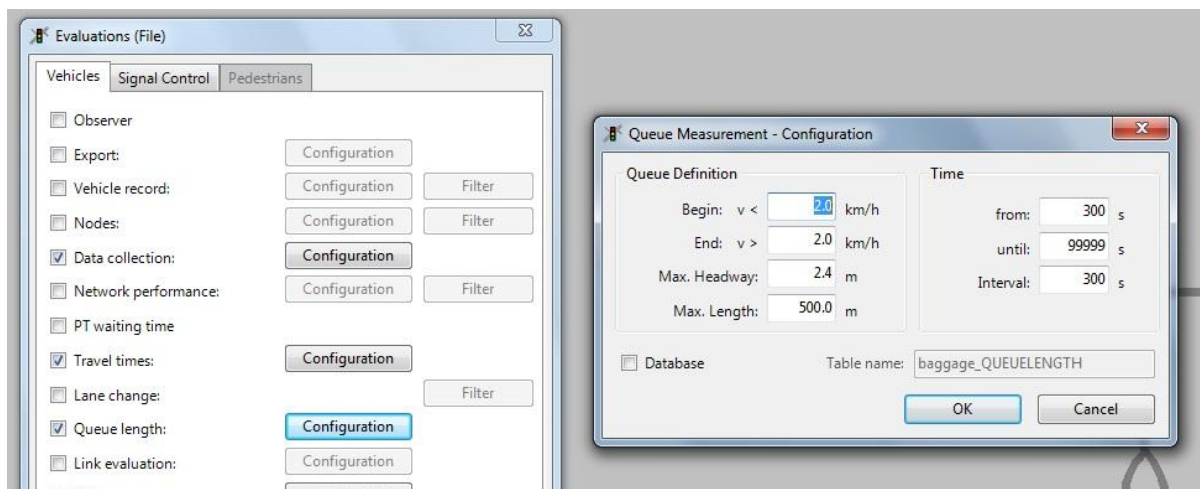 Evaluations (File)
Vehicles Signal Control Pedestrians
Observer
Export: Configuration
Vehicle record: Configuration Filter
Nodes: Configuration Filter
Data collection: Configuration
Network performance: Configuration Filter
PT waiting time
Travel times: Configuration
Lane change: Filter
Queue length: Configuration
Link evaluation: Configuration
Queue Measurement - Configuration
Queue Definition
Begin: v < 2.0 km/h
End: v > 2.0 km/h
Max. Headway: 2.4 m
Max. Length: 500.0 m
Time
from: 300 s
until: 99999 s
Interval: 300 s
Database Table name: baggage_QUEUELENGTH
OK Cancel